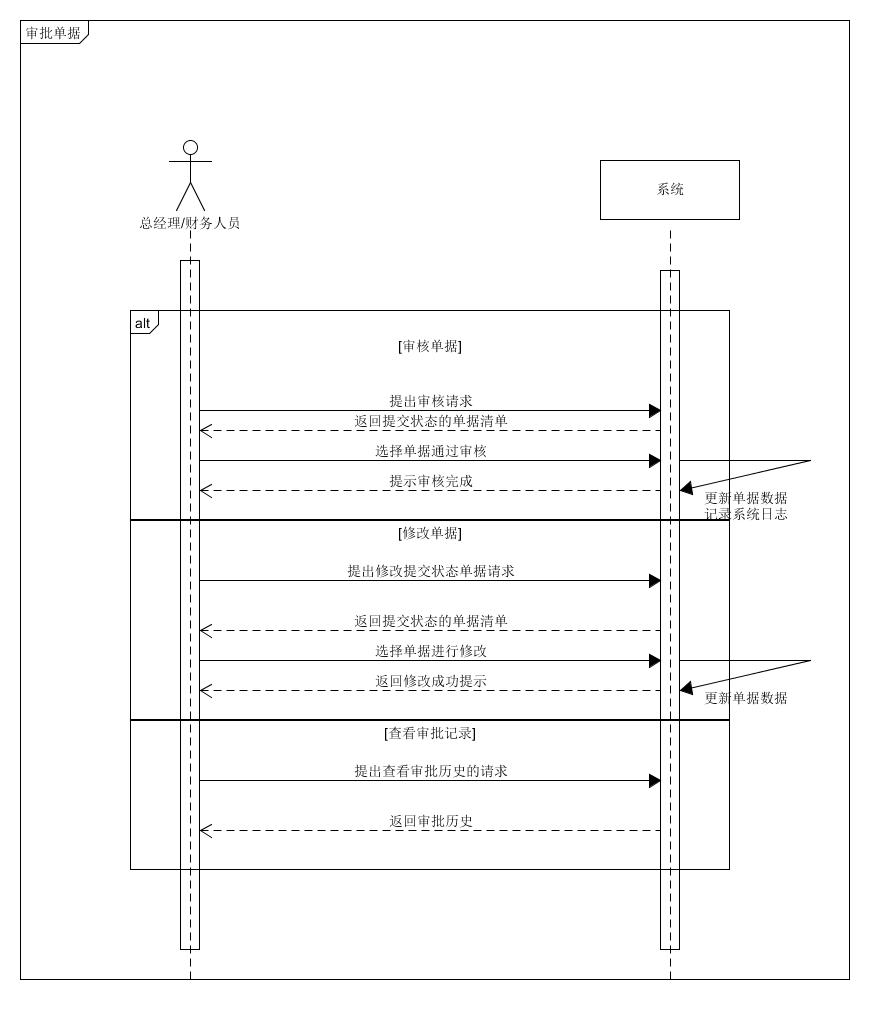 审批单据
系统
总经理/财务人员
alt
[审核单据]
提出审核请求
返回提交状态的单据清单
选择单据通过审核
提示审核完成
更新单据数据
记录系统日志
[修改单据]
提出修改提交状态单据请求
返回提交状态的单据清单
选择单据进行修改
返回修改成功提示
更新单据数据
[查看审批记录]
提出查看审批历史的请求
返回审批历史